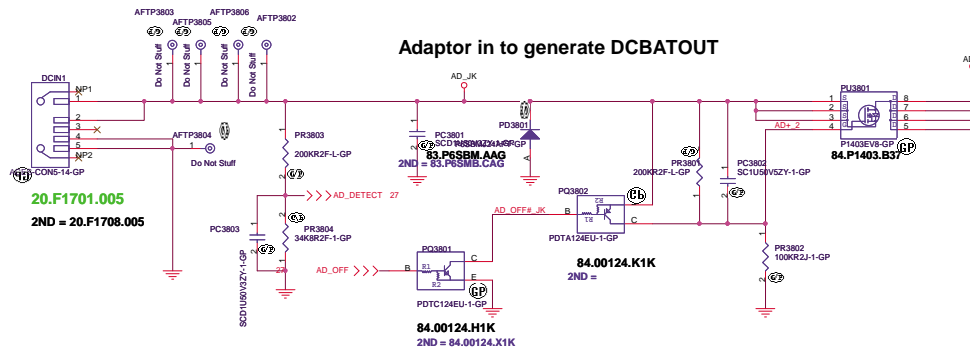 AFTP3803
AFTP3805
AFTP3806
AFTP3802
Do Not Stuff
Do Not Stuff
Do Not Stuff
Do Not Stuff
Adaptor in to generate DCBATOUT
DCIN1
NP1
1
2
3
4
5
NP2
20.F1701.005
2ND = 20.F1708.005
AFTP3804
1
Do Not Stuff
PR3803
200KR2F-L-GP
AD_DETECT 27
PC3803
SCD1U50V3ZY-1-GP
PR3804
34K8R2F-1-GP
27
AD_OFF
AD_JK
PC3801
83.P6SBM.AAG
2ND = 83.P6SMB.CAG
PD3801
K
A
PQ3801
B
R1
R2
C
E
GP
PDTC124EU-1-GP
84.00124.H1K
2ND = 84.00124.X1K
AD_OFF#_JK
PQ3802
B
R2
R1
E
C
PDTA124EU-1-GP
84.00124.K1K
2ND =
PR3801
200KR2F-L-GP
PC3802
SC1U50V5ZY-1-GP
PR3802
100KR2J-1-GP
AD+_2
PU3801
1 S D 8
2 S D 7
3 S D 6
4 G D 5
P1403EV8-GP
84.P1403.B37
GP